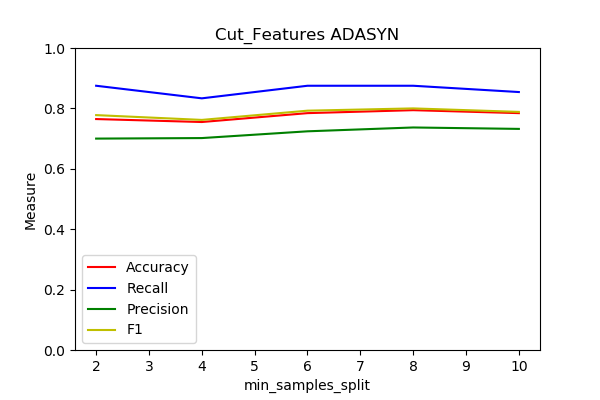 Cut_Features ADASYN
1.0
0.8
0.6
0.4
0.2
0.0
Measure
Accuracy
Recall
Precision
F1
2 3 4 5 6 7 8 9 10
min_samples_split